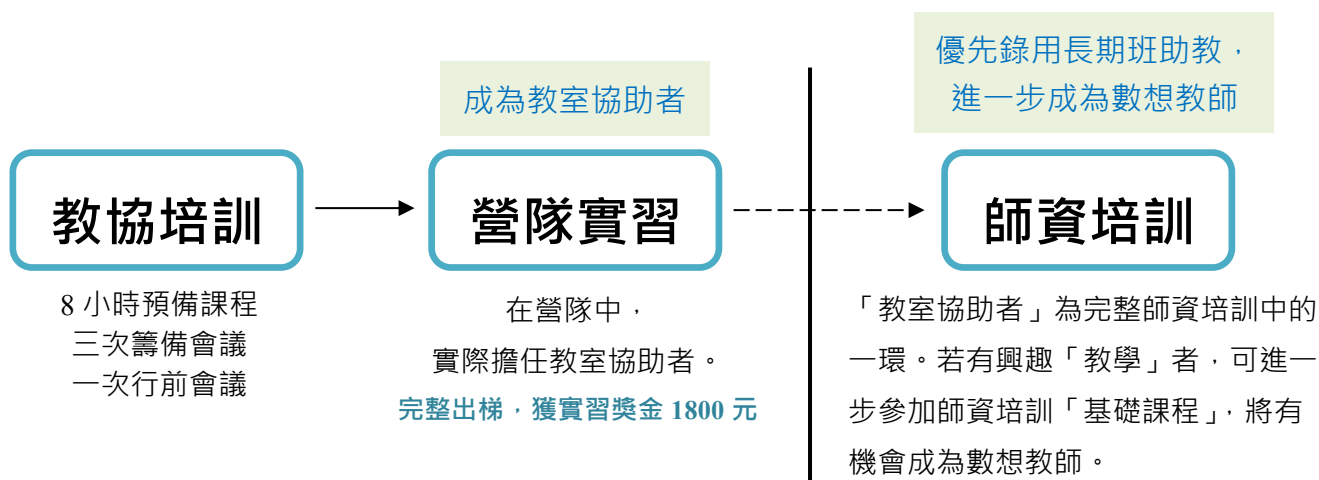 成為教室協助者
優先錄用長期班助教，
進一步成為數想教師
教協培訓
營隊實習
師資培訓
8 小時預備課程
三次籌備會議
一次行前會議
在營隊中，
實際擔任教室協助者。
完整出梯，獲實習獎金 1800 元
「教室協助者」為完整師資培訓中的
一環。若有興趣「教學」者，可進一
步參加師資培訓「基礎課程」，將有
機會成為數想教師。